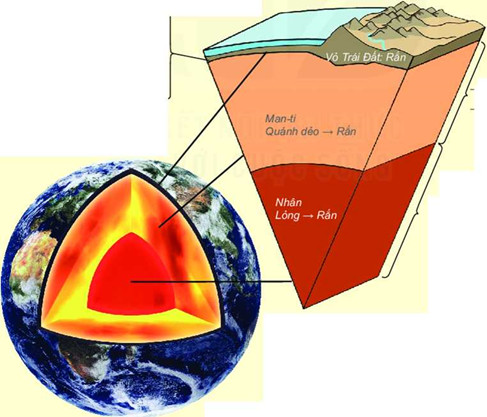 Vỏ Trái Đất: Rắn
Man-ti
Quánh dẻo → Rắn
Nhân
Lỏng → Rắn